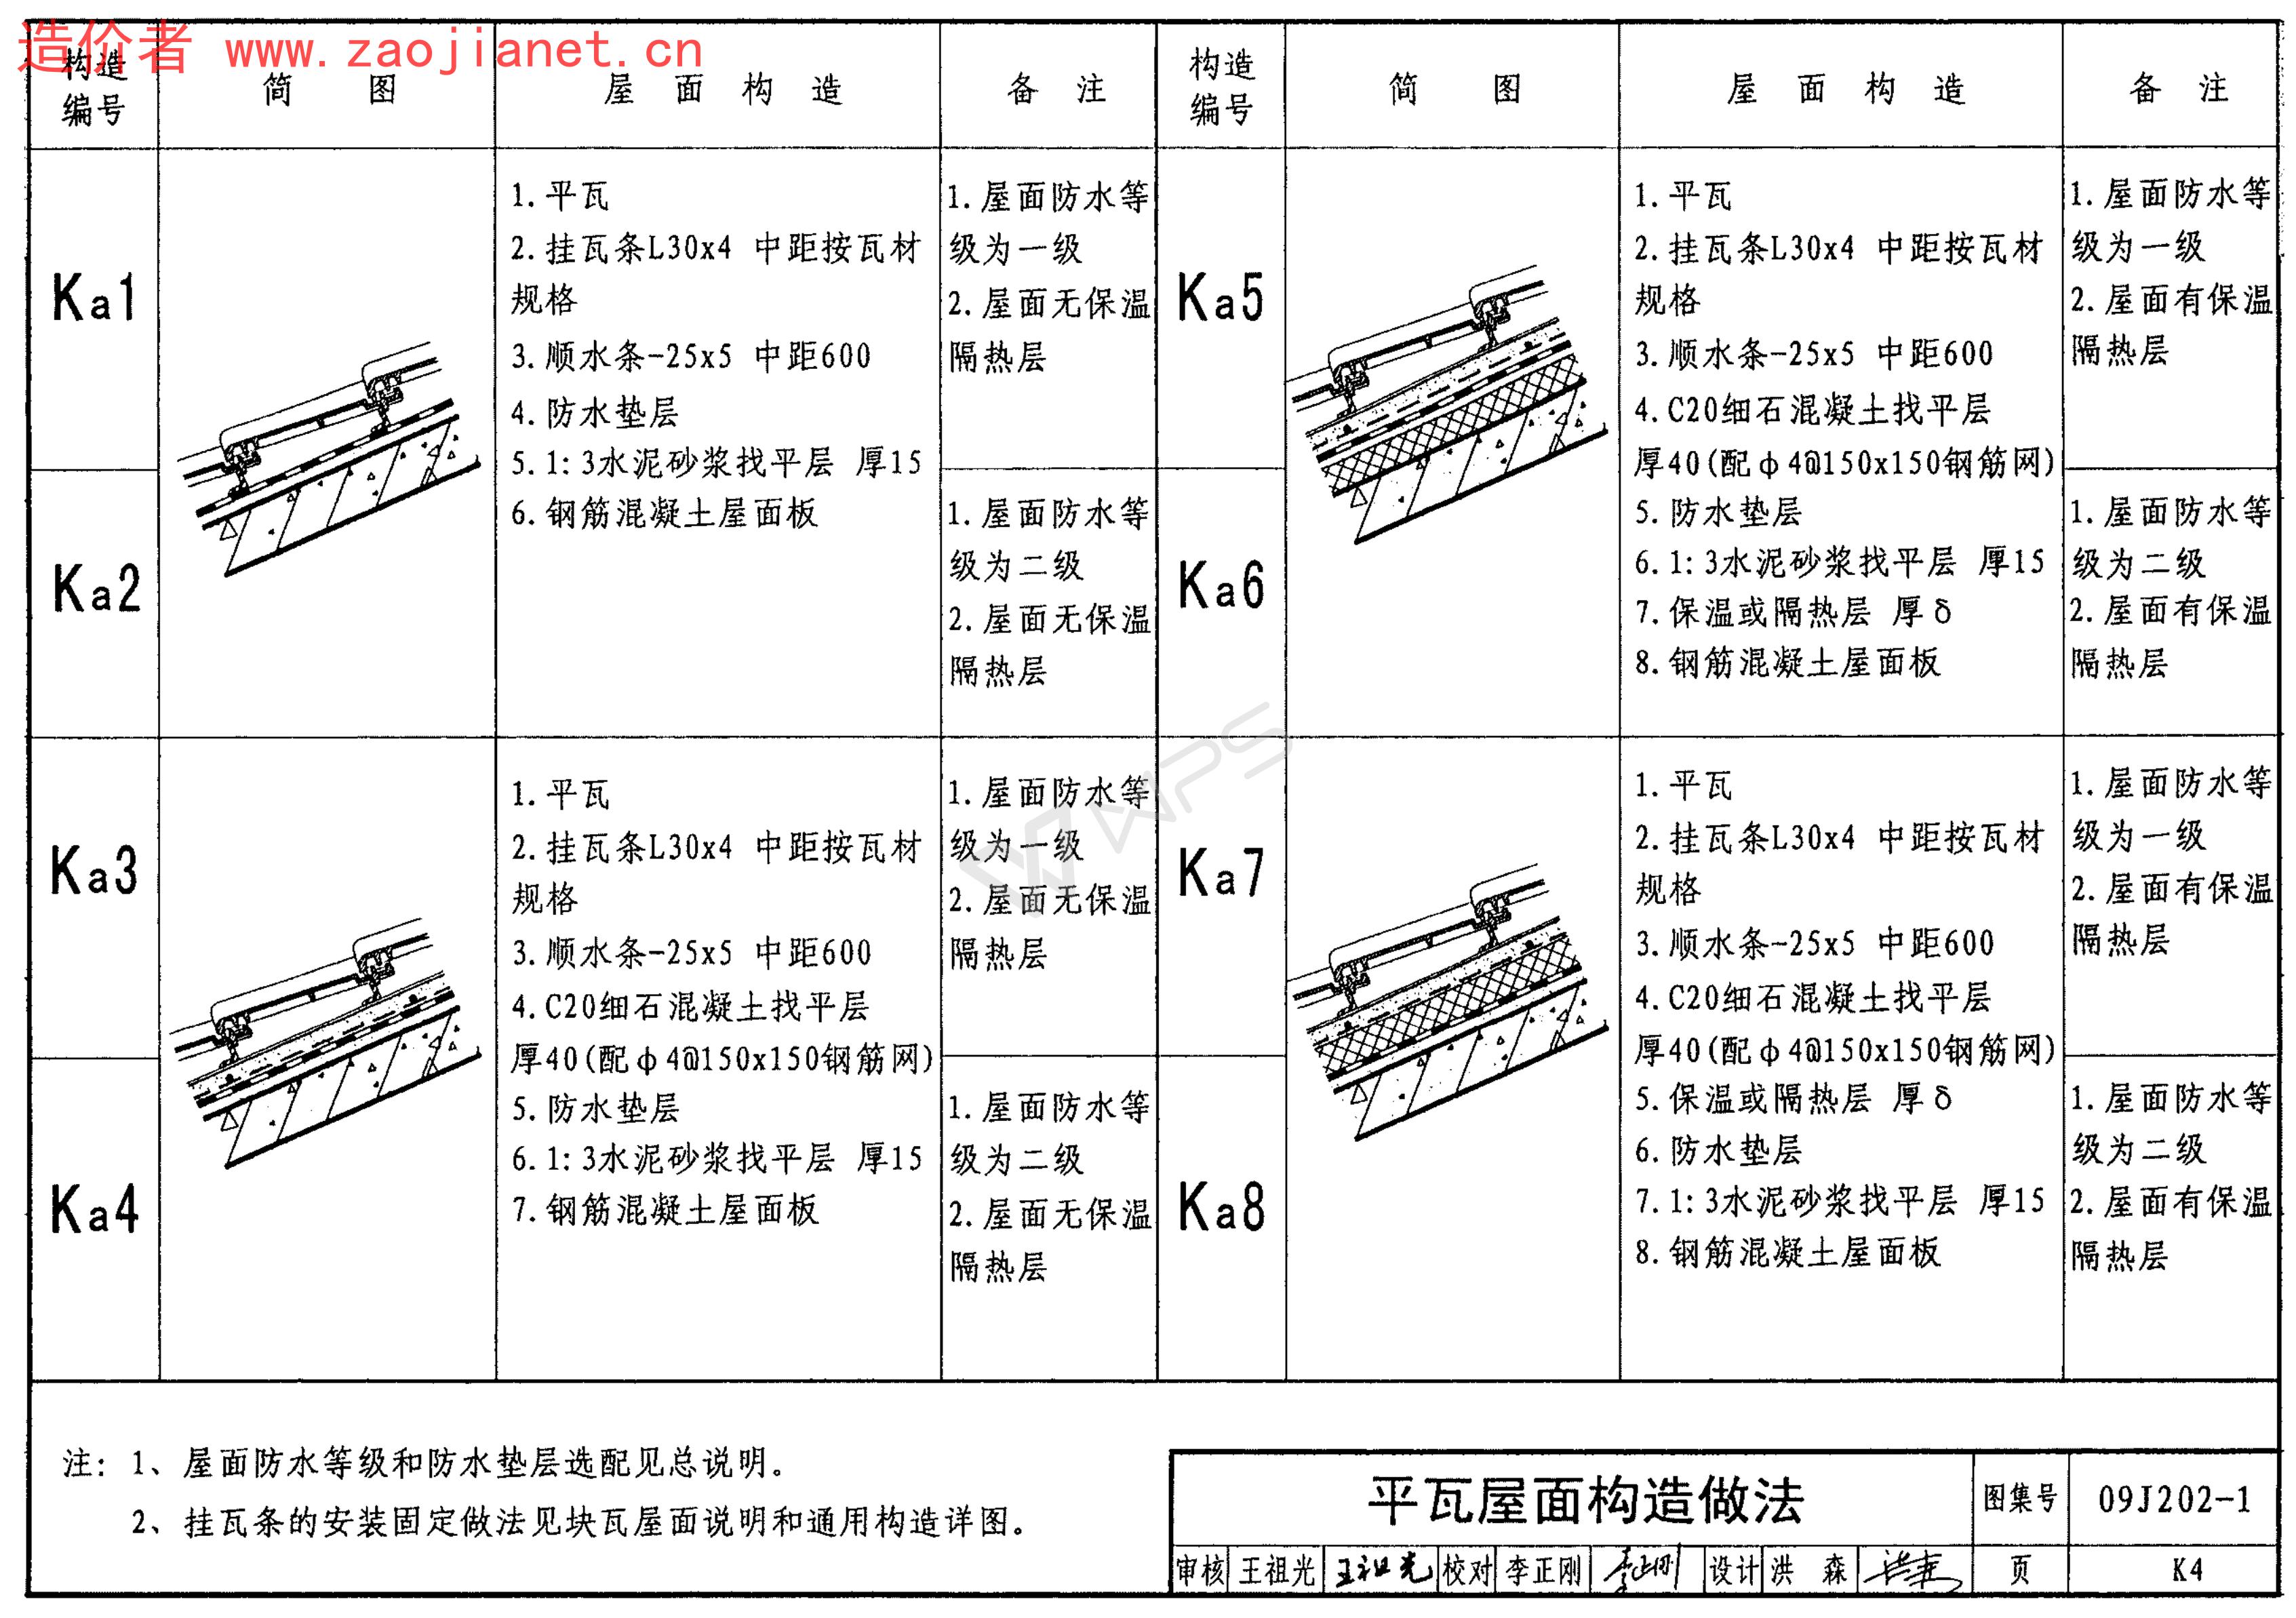 造价者 www.zaojianet.cn
构造编号 简 图 屋 面 构 造 备 注 构造编号 简 图 屋 面 构 造 备 注
Ka1
Ka2
1.平瓦
2.挂瓦条L30x4 中距按瓦材
规格
3.顺水条-25x5 中距600
4.防水垫层
5.1:3水泥砂浆找平层 厚15
6.钢筋混凝土屋面板
1.屋面防水等
级为一级
2.屋面无保温
隔热层
1.屋面防水等
级为二级
2.屋面无保温
隔热层
Ka3
Ka4
1.平瓦
2.挂瓦条L30x4 中距按瓦材
规格
3.顺水条-25x5 中距600
4.C20细石混凝土找平层
厚40(配φ4@150x150钢筋网)
5.防水垫层
6.1:3水泥砂浆找平层 厚15
7.钢筋混凝土屋面板
1.屋面防水等
级为一级
2.屋面无保温
隔热层
1.屋面防水等
级为二级
2.屋面无保温
隔热层
Ka5
Ka6
1.平瓦
2.挂瓦条L30x4 中距按瓦材
规格
3.顺水条-25x5 中距600
4.C20细石混凝土找平层
厚40(配φ4@150x150钢筋网)
5.防水垫层
6.1:3水泥砂浆找平层 厚15
7.保温或隔热层 厚δ
8.钢筋混凝土屋面板
1.屋面防水等
级为一级
2.屋面有保温
隔热层
1.屋面防水等
级为二级
2.屋面有保温
隔热层
Ka7
Ka8
1.平瓦
2.挂瓦条L30x4 中距按瓦材
规格
3.顺水条-25x5 中距600
4.C20细石混凝土找平层
厚40(配φ4@150x150钢筋网)
5.保温或隔热层 厚δ
6.防水垫层
7.1:3水泥砂浆找平层 厚15
8.钢筋混凝土屋面板
1.屋面防水等
级为一级
2.屋面有保温
隔热层
1.屋面防水等
级为二级
2.屋面有保温
隔热层
WPS
注: 1、屋面防水等级和防水垫层选配见总说明。
2、挂瓦条的安装固定做法见块瓦屋面说明和通用构造详图。
平瓦屋面构造做法 图集号 09J202-1
审核 王祖光 王祖光 校对 李正刚 李正刚 设计 洪 森 洪森 页 K4